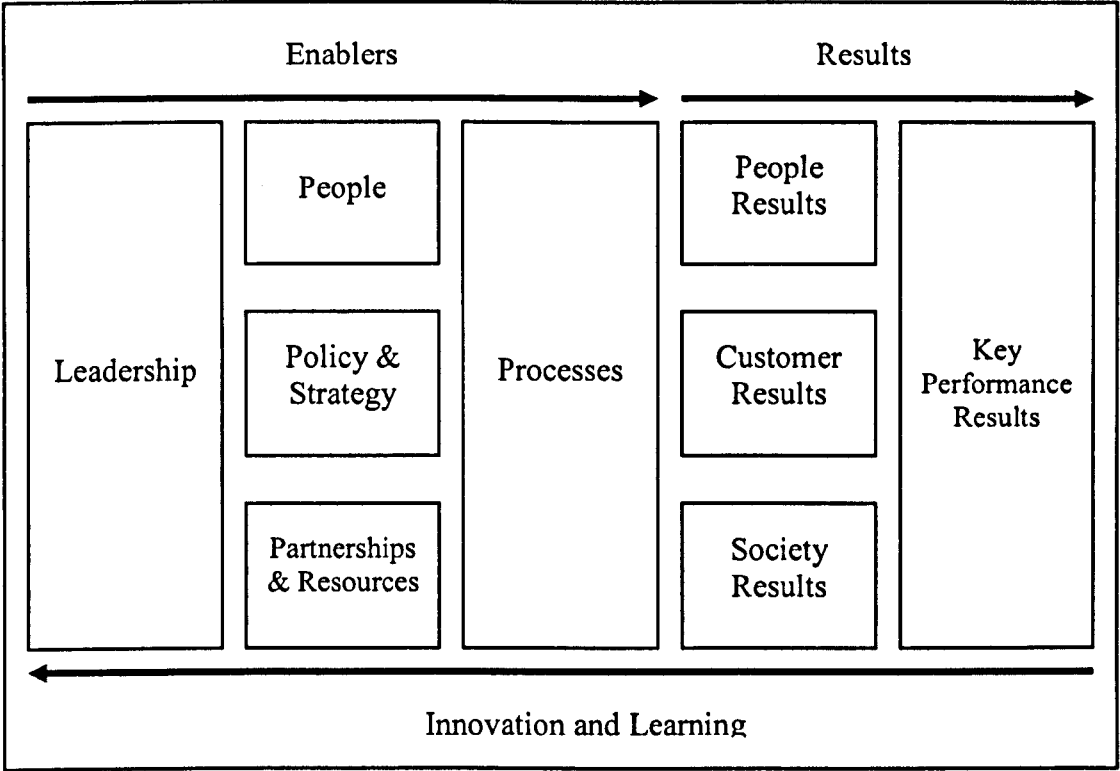 Enablers
Results
Leadership
People
Policy &
Strategy
Partnerships
& Resources
Processes
People
Results
Customer
Results
Society
Results
Key
Performance
Results
Innovation and Learning